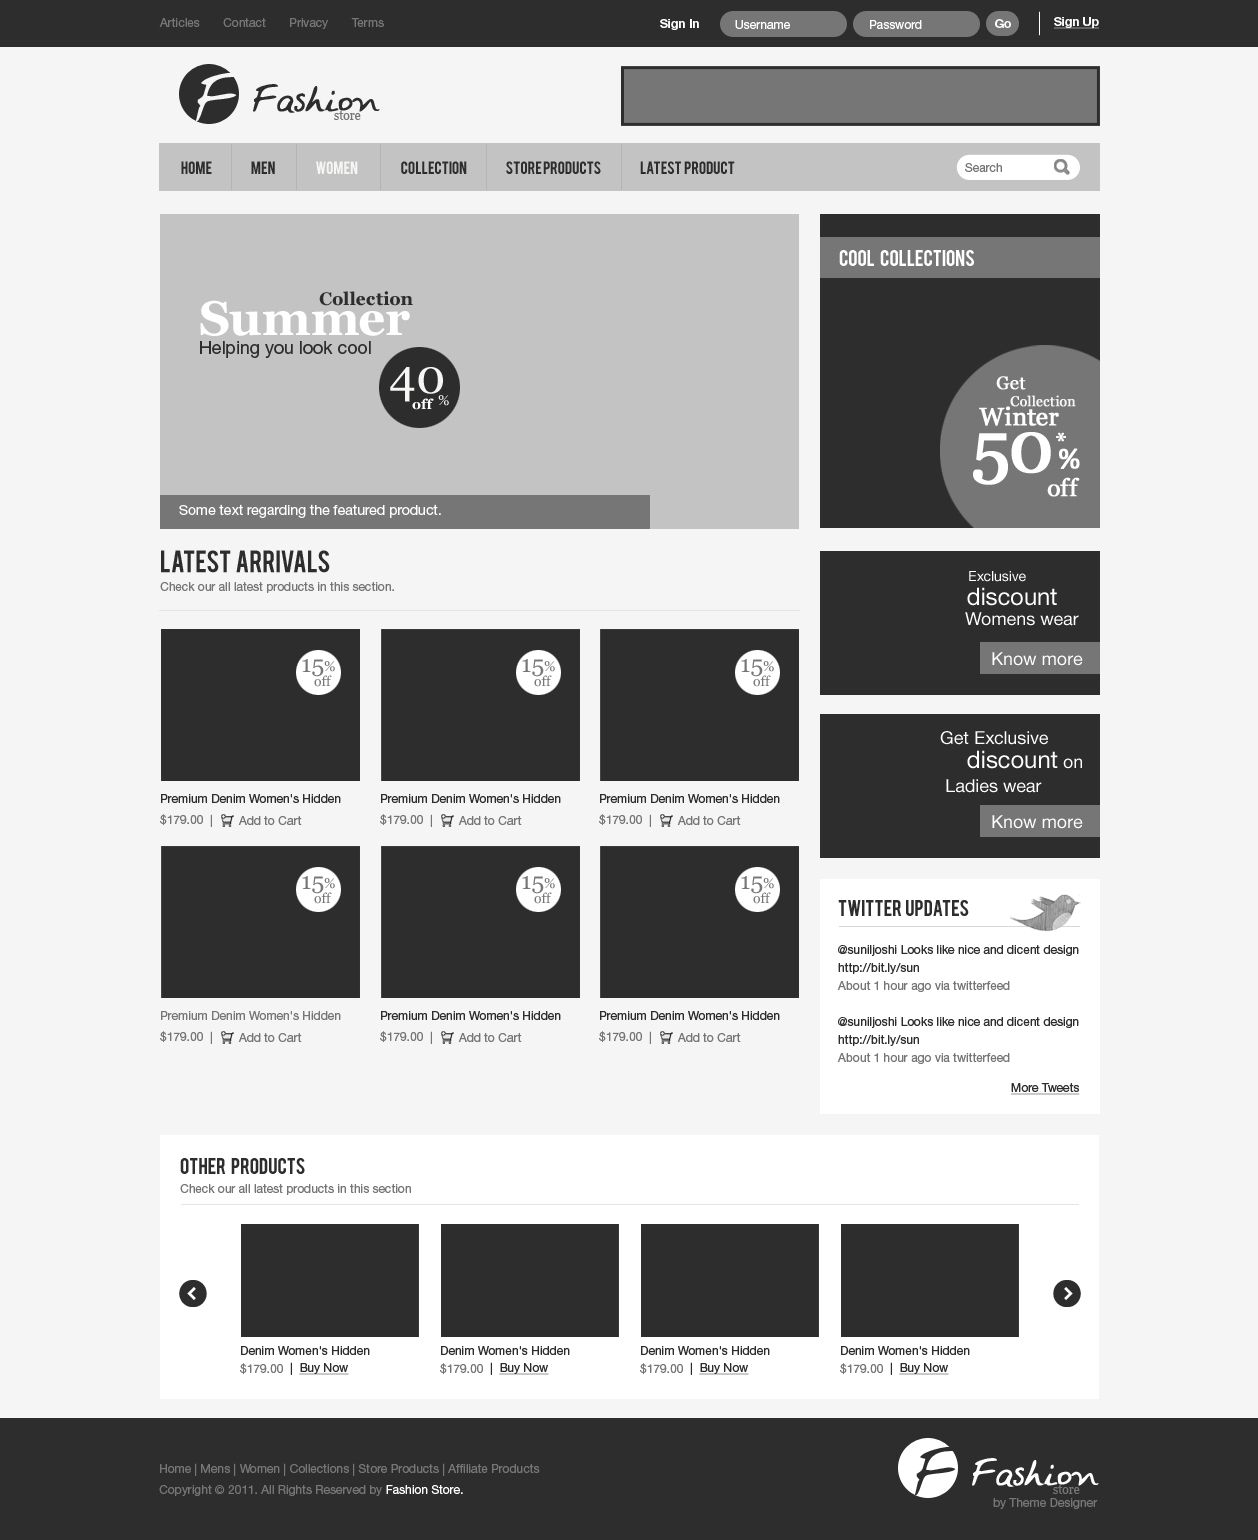 Articles Contact Privacy Terms Sign In Username Password Go Sign Up
F Fashion
store
HOME MEN WOMEN COLLECTION STORE PRODUCTS LATEST PRODUCT Search
Collection
Summer
Helping you look cool
40
off %
Some text regarding the featured product.
COOL COLLECTIONS
Get
Collection
Winter
50*%
off
LATEST ARRIVALS
Check our all latest products in this section.
15% off 15% off 15% off
Premium Denim Women's Hidden Premium Denim Women's Hidden Premium Denim Women's Hidden
$179.00 | Add to Cart $179.00 | Add to Cart $179.00 | Add to Cart
15% off 15% off 15% off
Premium Denim Women's Hidden Premium Denim Women's Hidden Premium Denim Women's Hidden
$179.00 | Add to Cart $179.00 | Add to Cart $179.00 | Add to Cart
Exclusive
discount
Womens wear
Know more
Get Exclusive
discount on
Ladies wear
Know more
TWITTER UPDATES
@suniljoshi Looks like nice and dicent design
http://bit.ly/sun
About 1 hour ago via twitterfeed
@suniljoshi Looks like nice and dicent design
http://bit.ly/sun
About 1 hour ago via twitterfeed
More Tweets
OTHER PRODUCTS
Check our all latest products in this section
Denim Women's Hidden Denim Women's Hidden Denim Women's Hidden Denim Women's Hidden
$179.00 | Buy Now $179.00 | Buy Now $179.00 | Buy Now $179.00 | Buy Now
Home | Mens | Women | Collections | Store Products | Affiliate Products
Copyright © 2011. All Rights Reserved by Fashion Store.
F Fashion
store
by Theme Designer